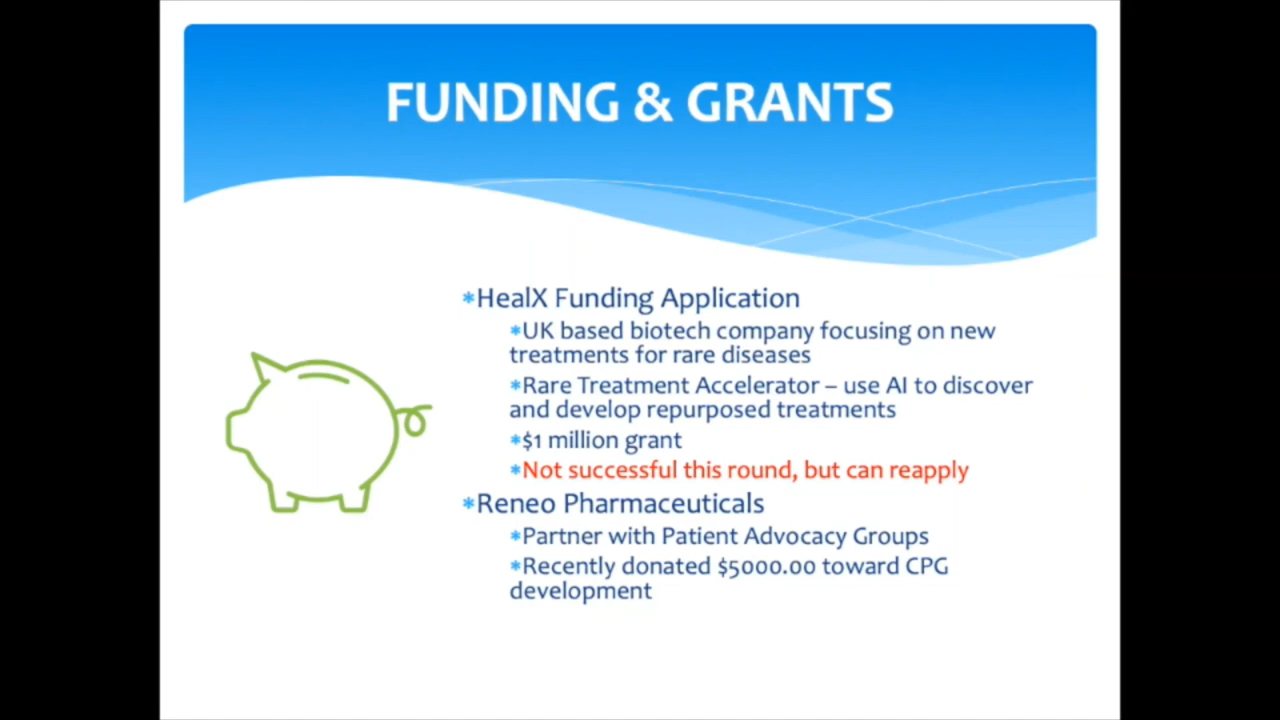 FUNDING & GRANTS
*HealX Funding Application
*UK based biotech company focusing on new
treatments for rare diseases
*Rare Treatment Accelerator – use AI to discover
and develop repurposed treatments
*$1 million grant
*Not successful this round, but can reapply
*Reneo Pharmaceuticals
*Partner with Patient Advocacy Groups
*Recently donated $5000.00 toward CPG
development